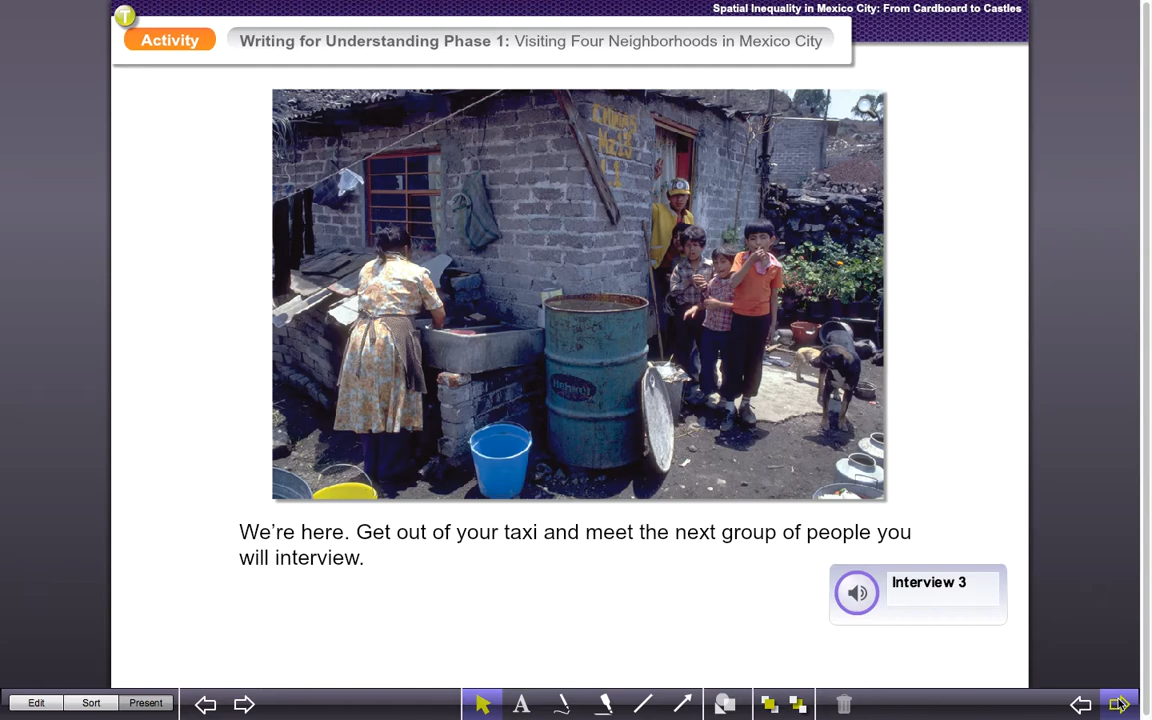 Spatial Inequality in Mexico City: From Cardboard to Castles
T
Activity
Writing for Understanding Phase 1: Visiting Four Neighborhoods in Mexico City
We're here. Get out of your taxi and meet the next group of people you
will interview.
Interview 3
Edit
Sort
Present
A